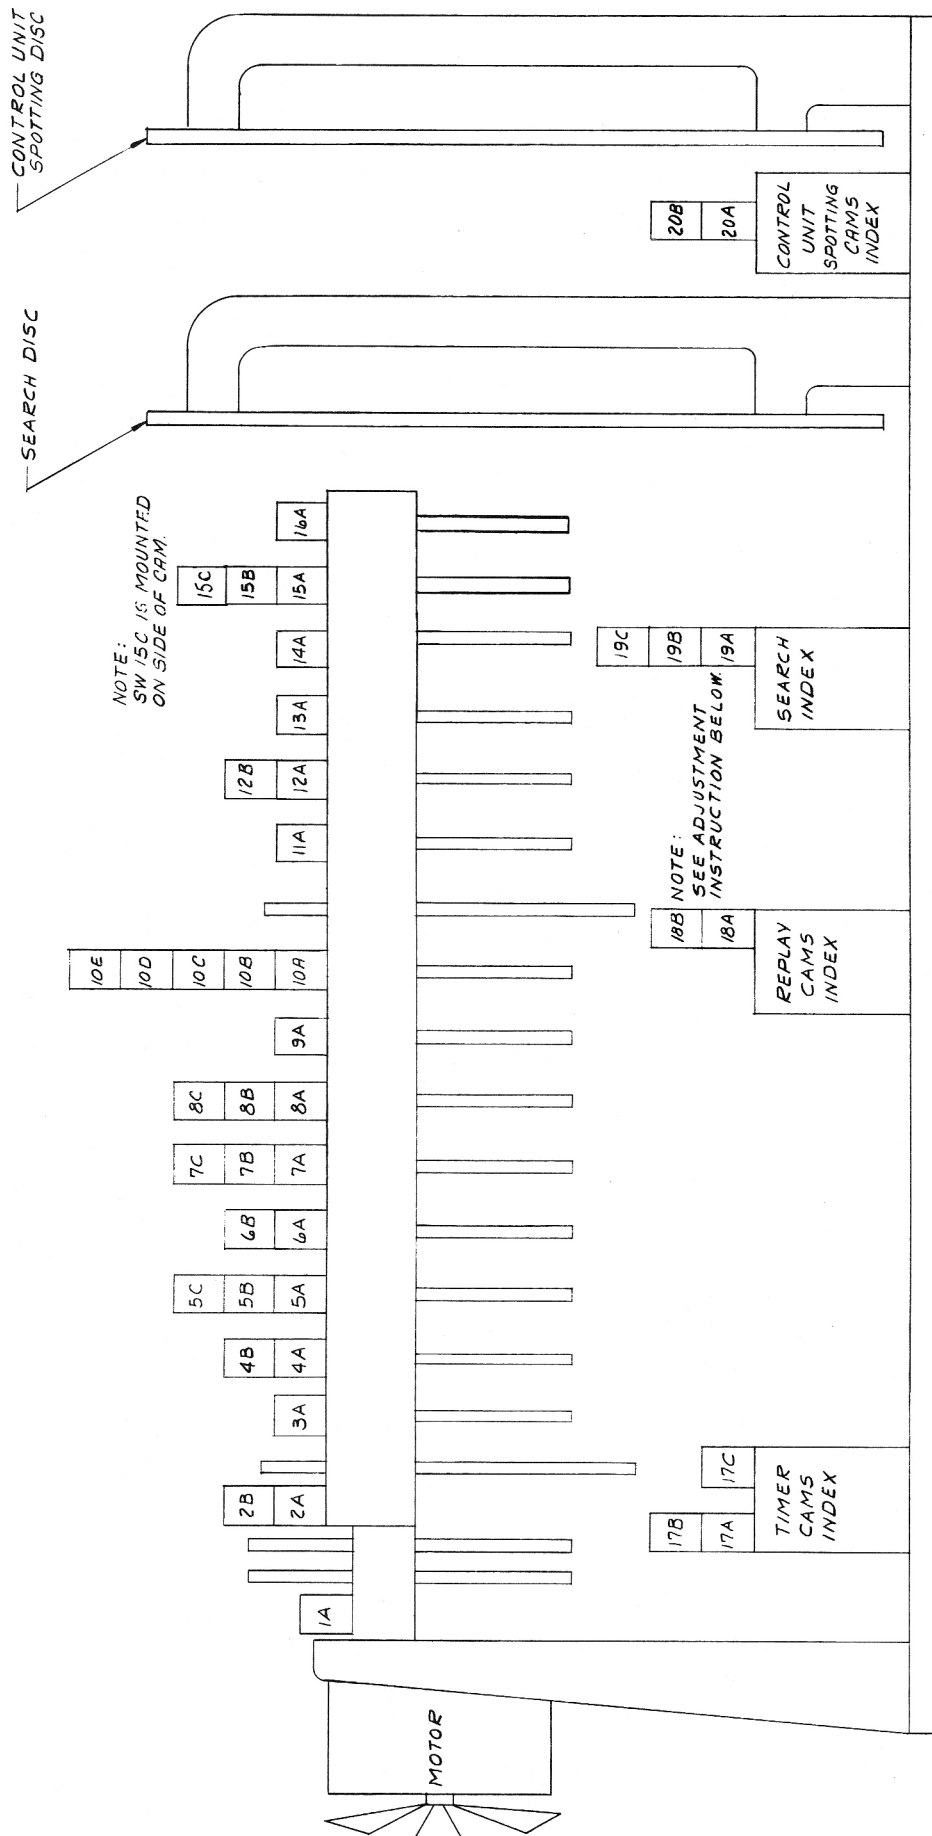 CONTROL UNIT
SPOTTING DISC
SEARCH DISC
NOTE:
SW 15C IS MOUNTED
ON SIDE OF CAM.
1A
2B
2A
3A
4B
4A
5C
5B
5A
6B
6A
7C
7B
7A
8C
8B
8A
9A
10E
10D
10C
10B
10A
11A
12B
12A
13A
14A
15C
15B
15A
16A
MOTOR
17B
17A
17C
TIMER
CAMS
INDEX
18B
18A
NOTE:
SEE ADJUSTMENT
INSTRUCTION BELOW.
REPLAY
CAMS
INDEX
19C
19B
19A
SEARCH
INDEX
20B
20A
CONTROL
UNIT
SPOTTING
CAMS
INDEX